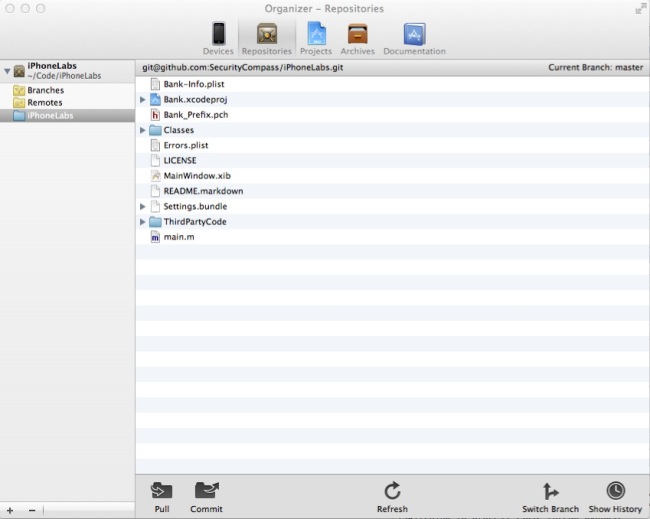 Organizer – Repositories
Devices Repositories Projects Archives Documentation
iPhoneLabs
~/Code/iPhoneLabs
git@github.com:SecurityCompass/iPhoneLabs.git Current Branch: master
Branches
Remotes
iPhoneLabs
Bank-Info.plist
Bank.xcodeproj
h Bank_Prefix.pch
Classes
Errors.plist
LICENSE
MainWindow.xib
README.markdown
Settings.bundle
ThirdPartyCode
m main.m
Pull Commit Refresh Switch Branch Show History